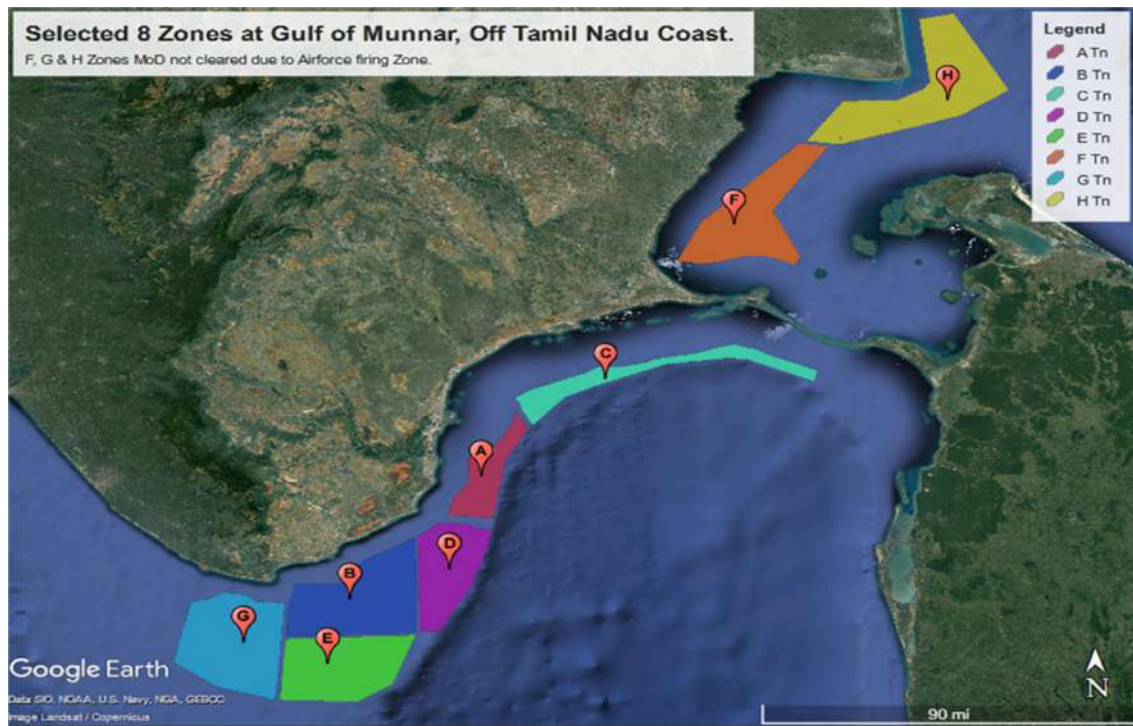 Selected 8 Zones at Gulf of Munnar, Off Tamil Nadu Coast.
F, G & H Zones MoD not cleared due to Airforce firing Zone.
Legend
A Tn
B Tn
C Tn
D Tn
E Tn
F Tn
G Tn
H Tn
H
F
C
A
D
B
G
E
Google Earth
Data SIO, NOAA, U.S. Navy, NGA, GEBCO
Image Landsat / Copernicus
N
90 mi